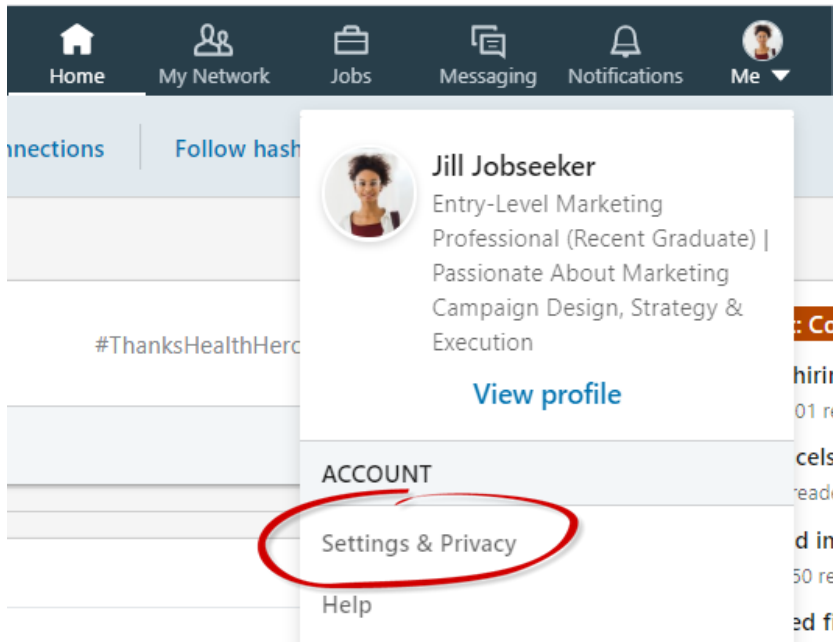 Home My Network Jobs Messaging Notifications Me
Follow hash
Jill Jobseeker
Entry-Level Marketing
Professional (Recent Graduate) |
Passionate About Marketing
Campaign Design, Strategy &
Execution
View profile
#ThanksHealthHero
ACCOUNT
Settings & Privacy
Help